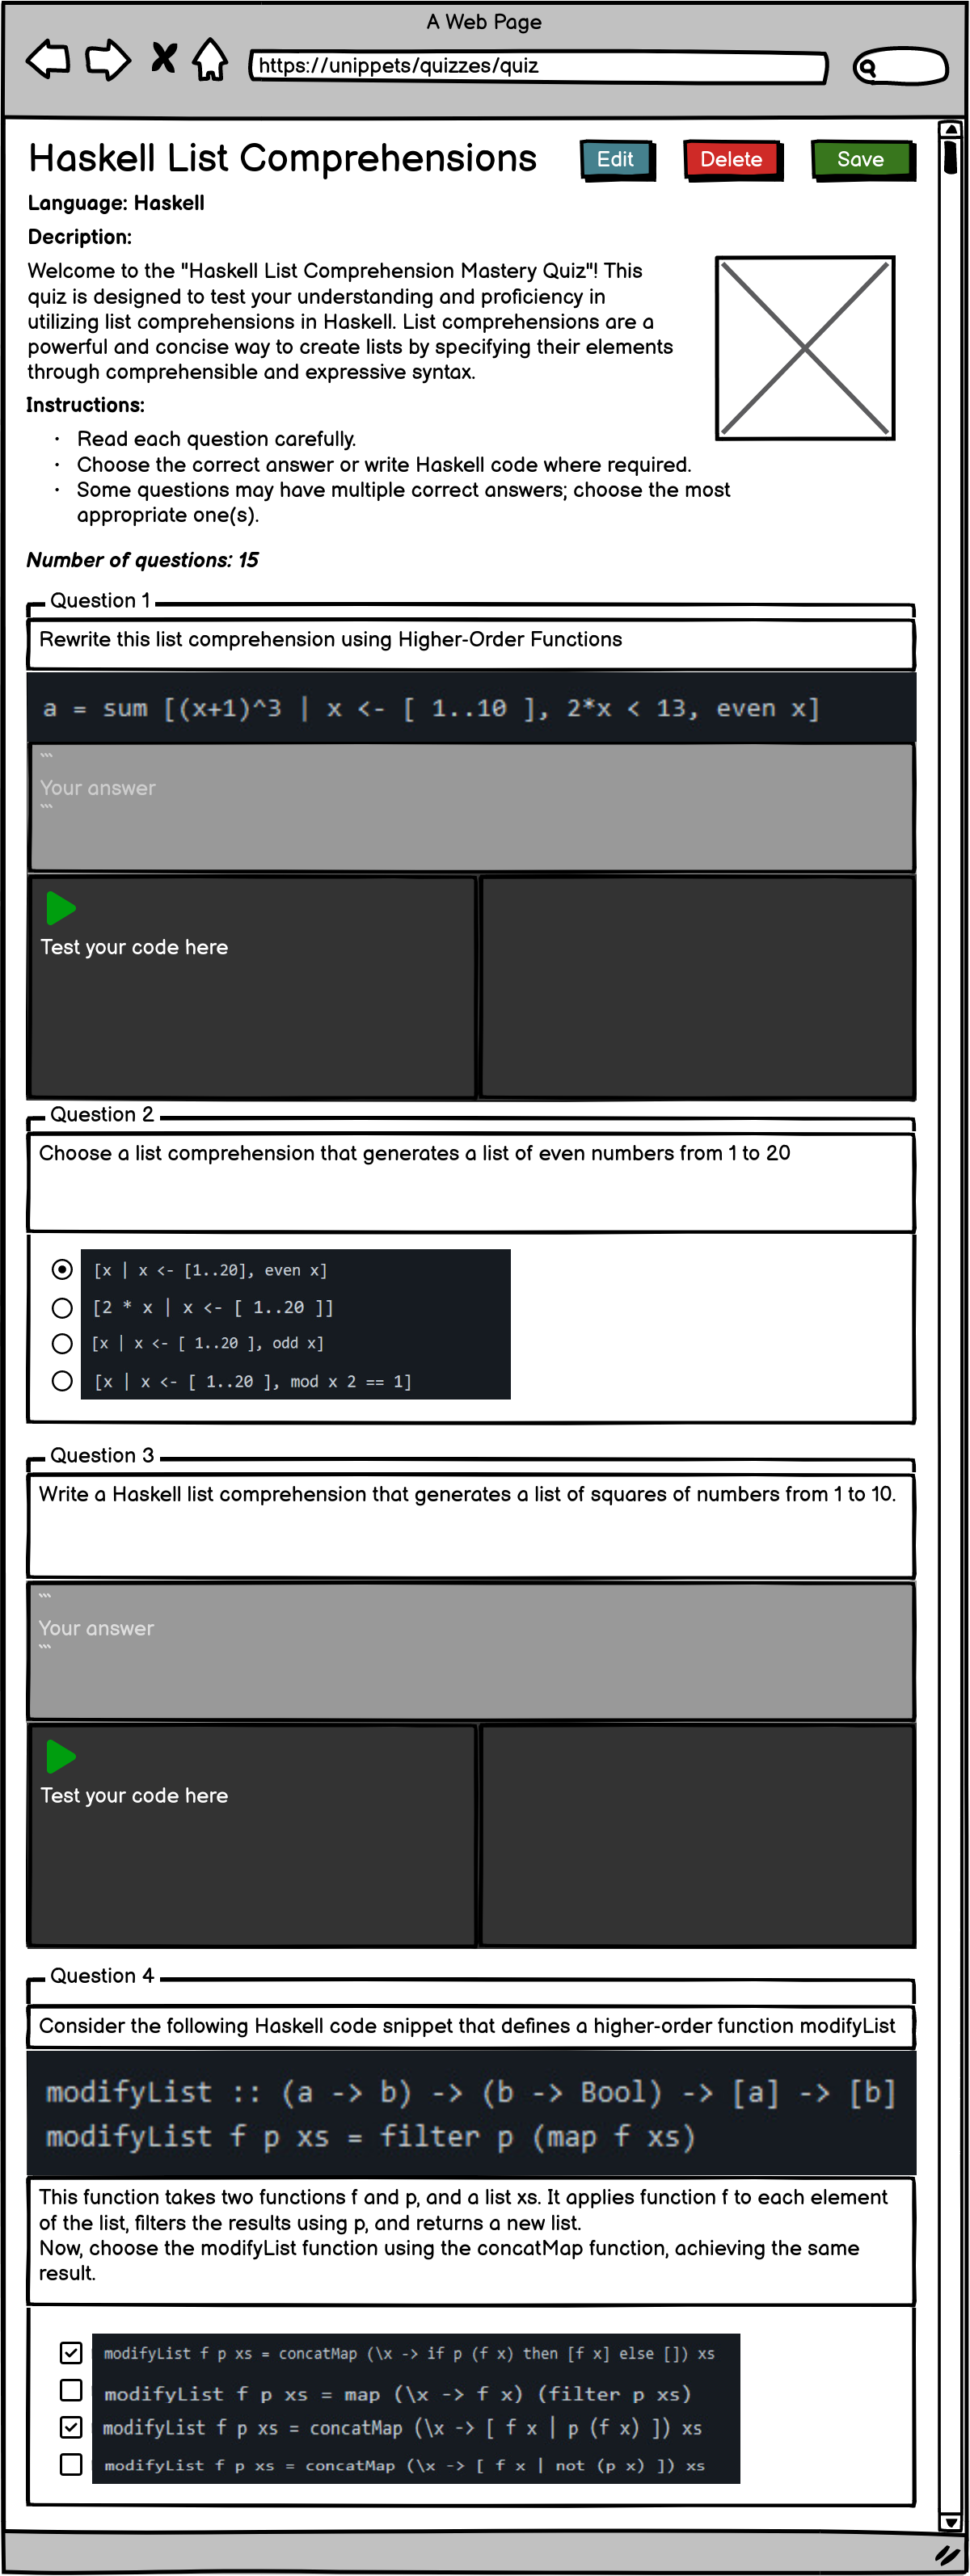 A Web Page
https://unippets/quizzes/quiz
Haskell List Comprehensions
Edit
Delete
Save
Language: Haskell
Decription:
Welcome to the "Haskell List Comprehension Mastery Quiz"! This
quiz is designed to test your understanding and proficiency in
utilizing list comprehensions in Haskell. List comprehensions are a
powerful and concise way to create lists by specifying their elements
through comprehensible and expressive syntax.
Instructions:
· Read each question carefully.
· Choose the correct answer or write Haskell code where required.
· Some questions may have multiple correct answers; choose the most
appropriate one(s).
Number of questions: 15
Question 1
Rewrite this list comprehension using Higher-Order Functions
a = sum [(x+1)^3 | x <- [ 1..10 ], 2*x < 13, even x]
```
Your answer
```
Test your code here
Question 2
Choose a list comprehension that generates a list of even numbers from 1 to 20
[x | x <- [1..20], even x]
[2 * x | x <- [ 1..20 ]]
[x | x <- [ 1..20 ], odd x]
[x | x <- [ 1..20 ], mod x 2 == 1]
Question 3
Write a Haskell list comprehension that generates a list of squares of numbers from 1 to 10.
```
Your answer
```
Test your code here
Question 4
Consider the following Haskell code snippet that defines a higher-order function modifyList
modifyList :: (a -> b) -> (b -> Bool) -> [a] -> [b]
modifyList f p xs = filter p (map f xs)
This function takes two functions f and p, and a list xs. It applies function f to each element
of the list, filters the results using p, and returns a new list.
Now, choose the modifyList function using the concatMap function, achieving the same
result.
modifyList f p xs = concatMap (\x -> if p (f x) then [f x] else []) xs
modifyList f p xs = map (\x -> f x) (filter p xs)
modifyList f p xs = concatMap (\x -> [ f x | p (f x) ]) xs
modifyList f p xs = concatMap (\x -> [ f x | not (p x) ]) xs